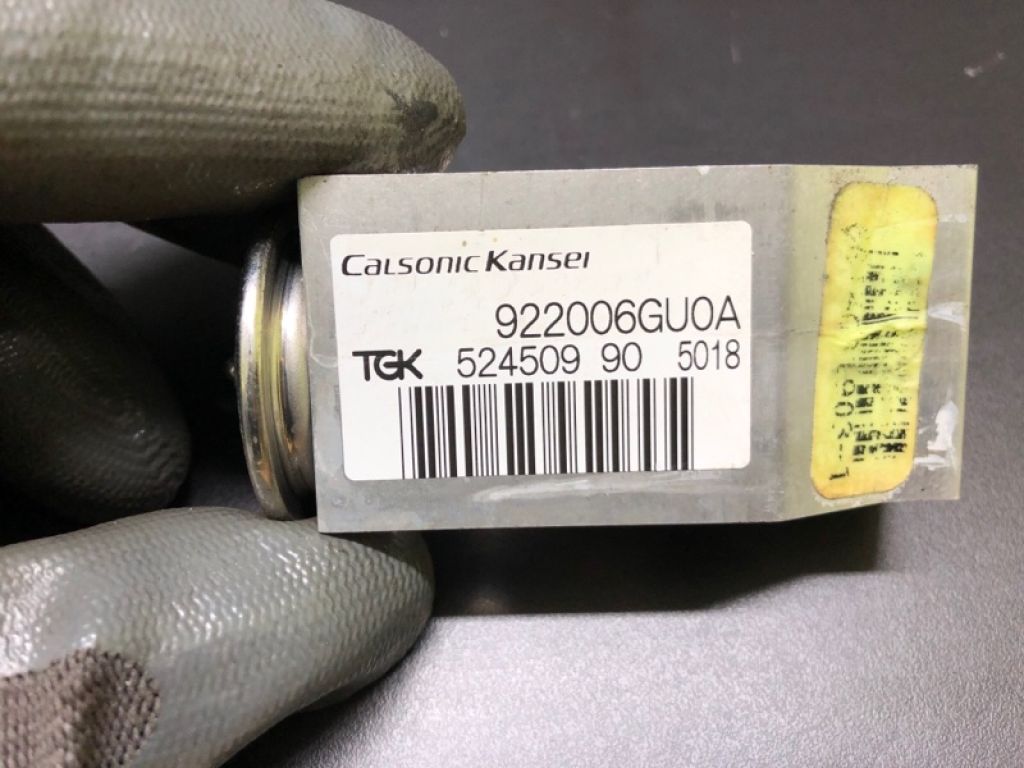 Calsonic Kansei
922006GU0A
TGK 524509 90 5018